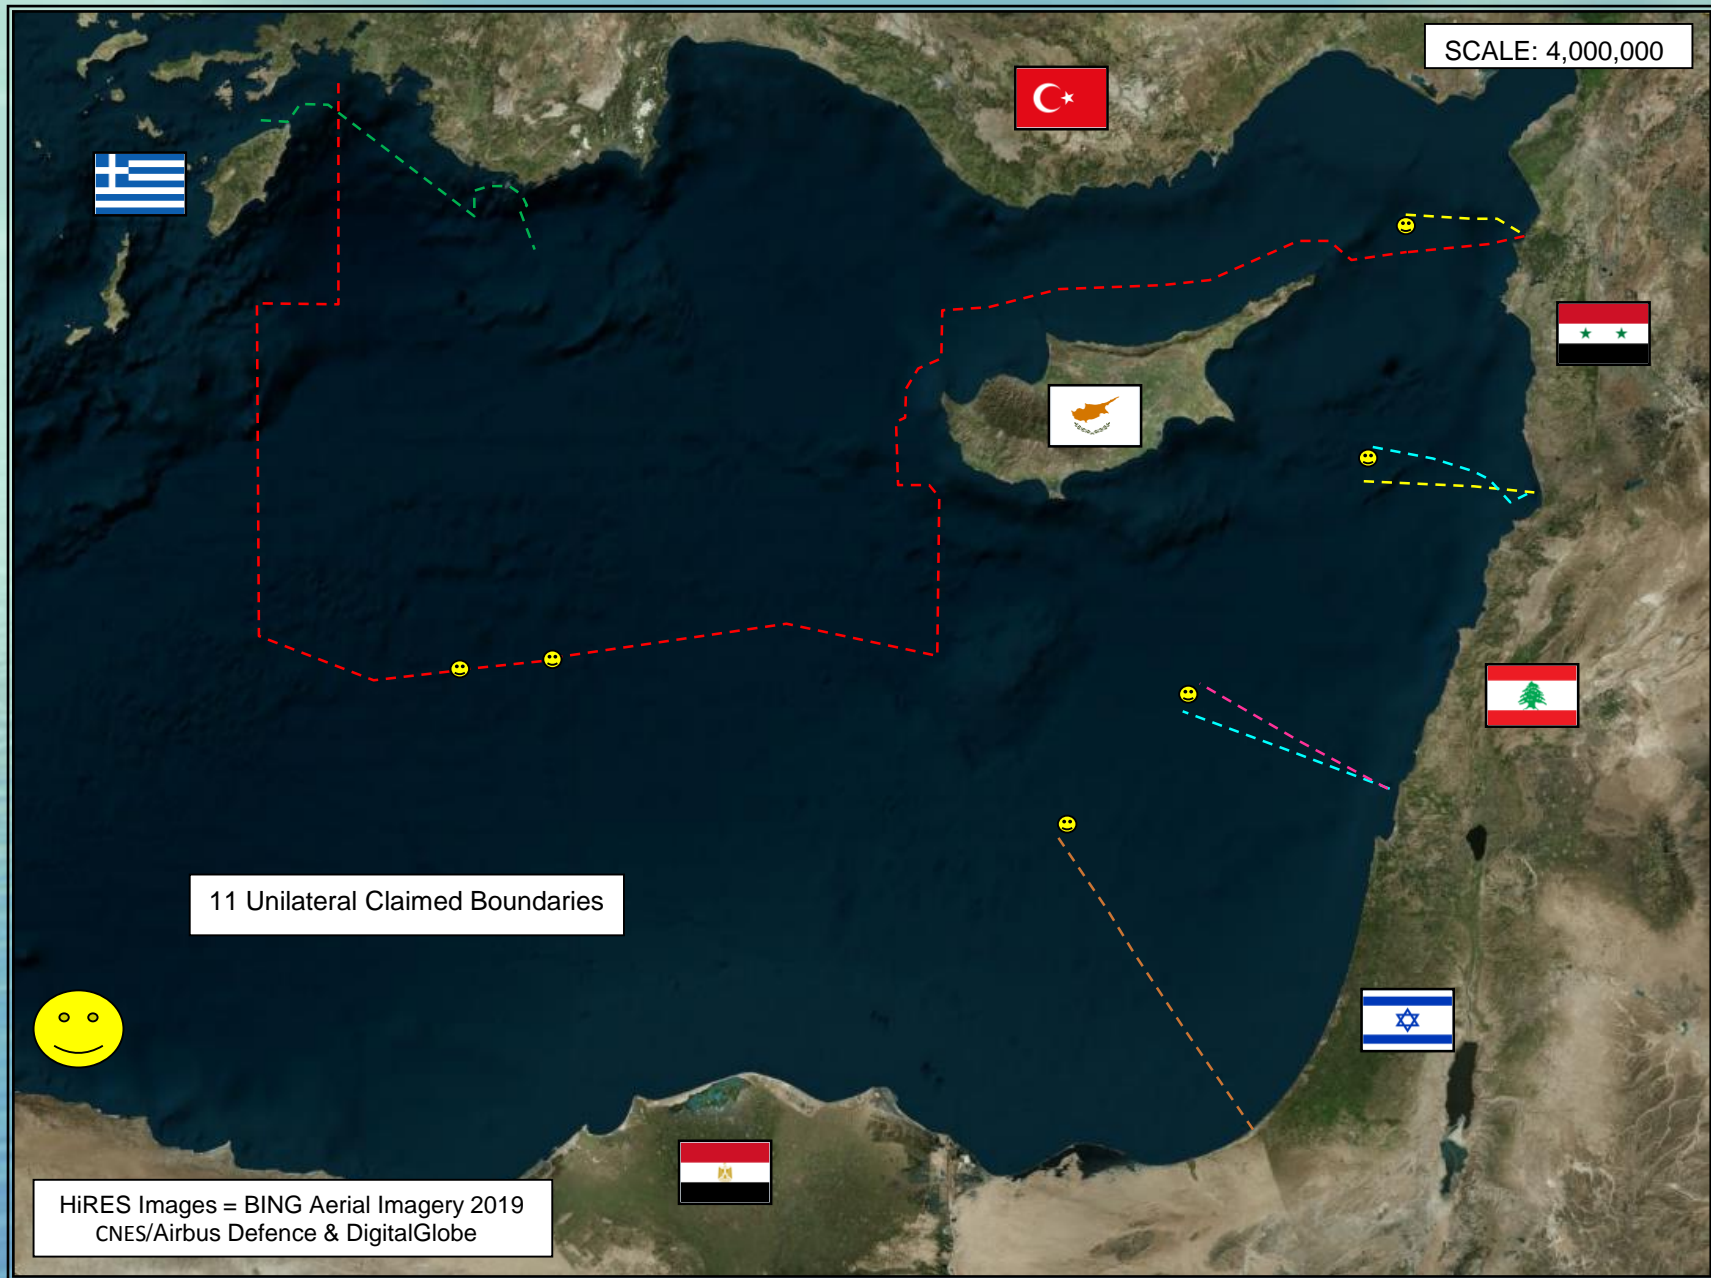 SCALE: 4,000,000
11 Unilateral Claimed Boundaries
HiRES Images = BING Aerial Imagery 2019
CNES/Airbus Defence & DigitalGlobe